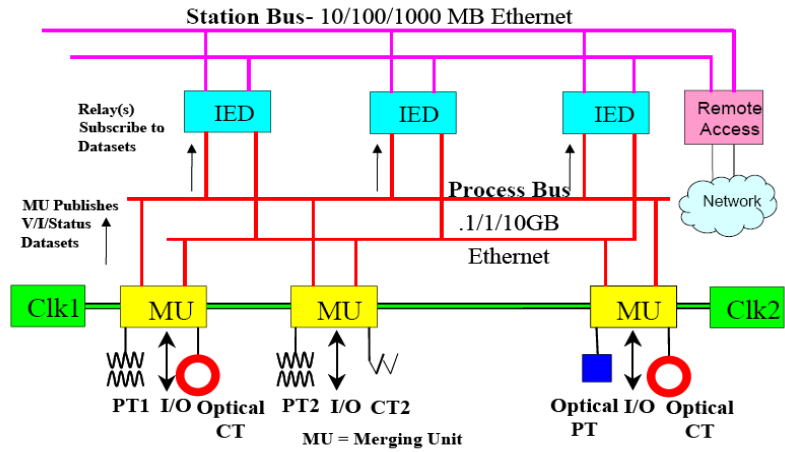 Station Bus- 10/100/1000 MB Ethernet
Relay(s)
Subscribe to
Datasets
IED
IED
IED
Remote
Access
Process Bus
Network
MU Publishes
V/I/Status
Datasets
.1/1/10GB
Ethernet
Clk1
MU
MU
MU
Clk2
PT1 I/O Optical
CT
PT2 I/O CT2
Optical I/O Optical
PT CT
MU = Merging Unit